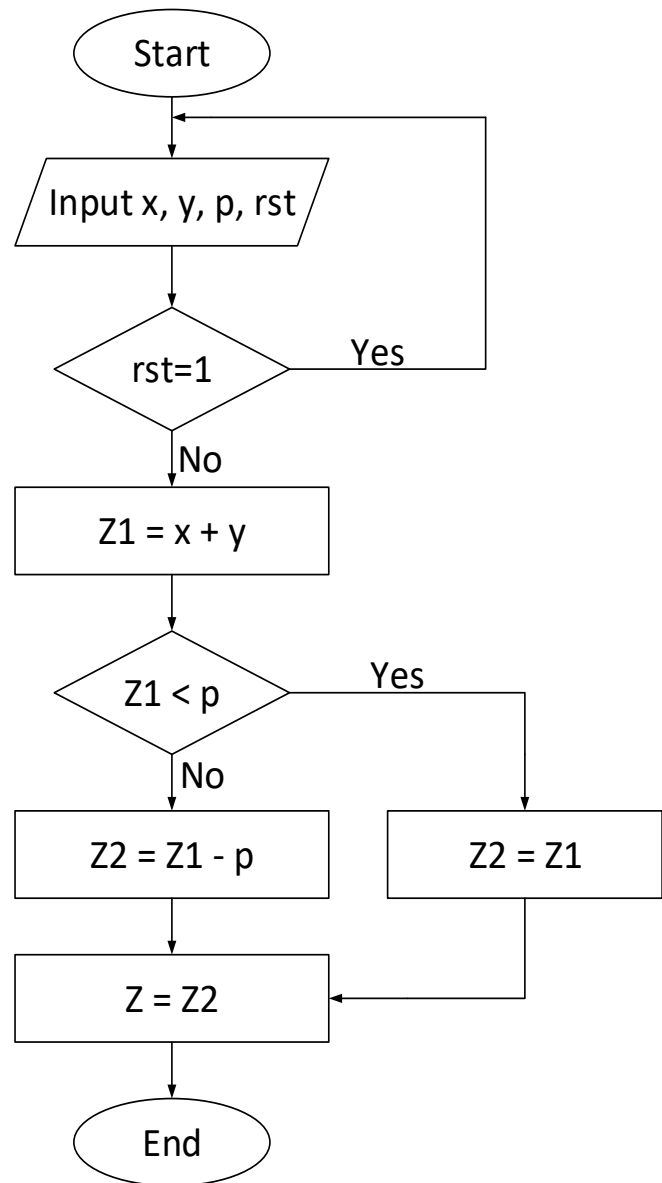 Start
Input x, y, p, rst
rst=1
Yes
No
Z1 = x + y
Z1 < p
Yes
No
Z2 = Z1 - p
Z2 = Z1
Z = Z2
End